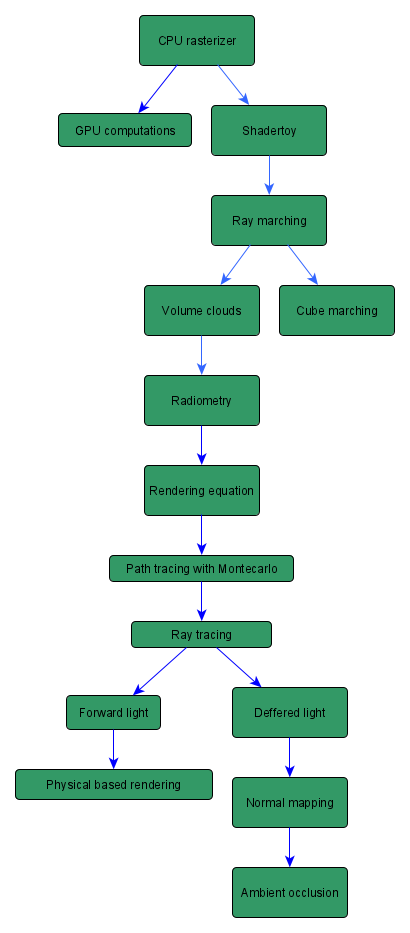 CPU rasterizer
GPU computations
Shadertoy
Ray marching
Volume clouds
Cube marching
Radiometry
Rendering equation
Path tracing with Montecarlo
Ray tracing
Forward light
Deffered light
Physical based rendering
Normal mapping
Ambient occlusion